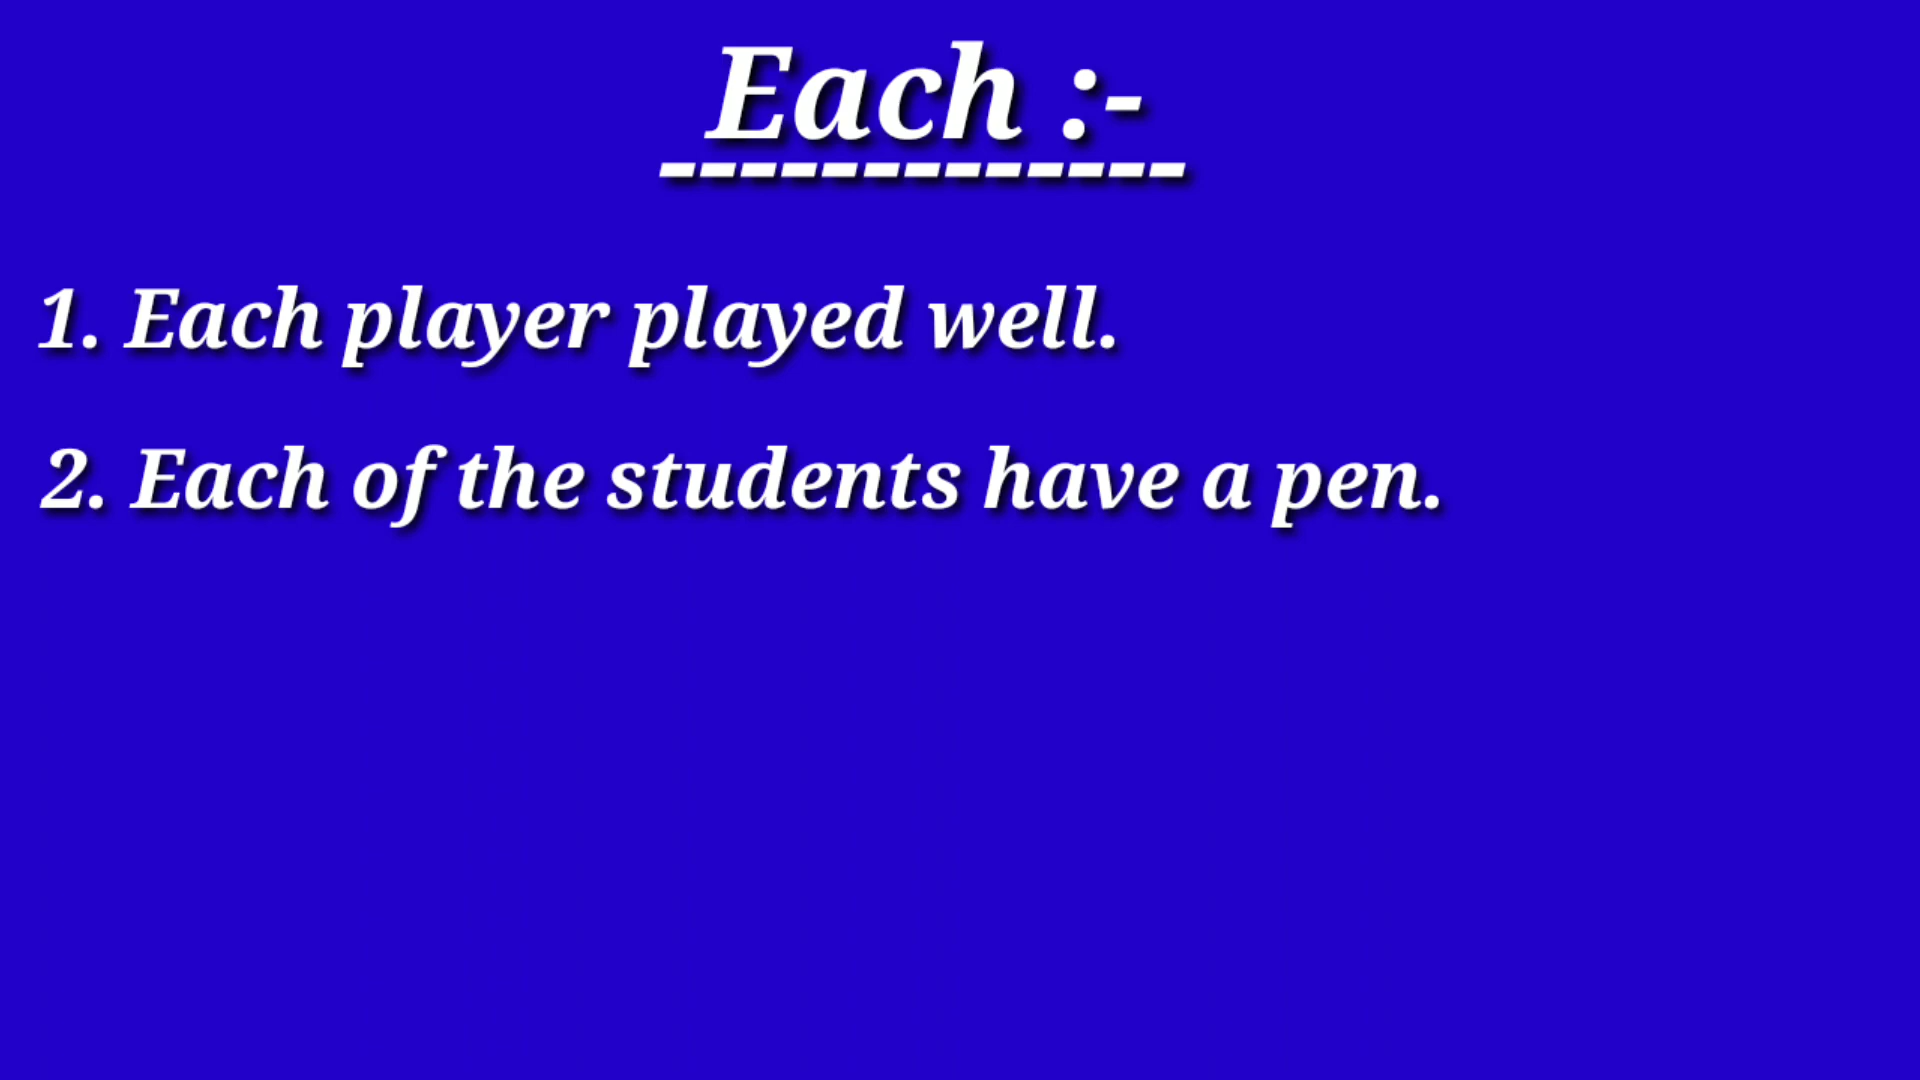 Each :-
-------------
1. Each player played well.
2. Each of the students have a pen.